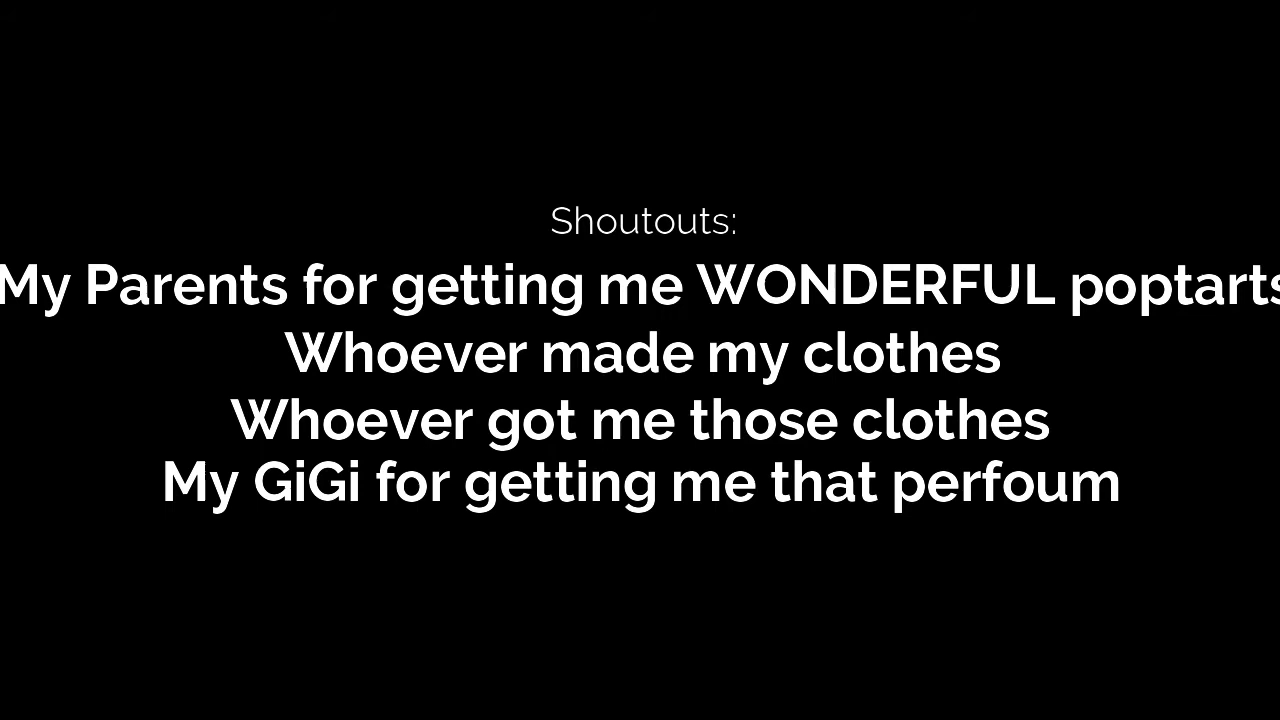 Shoutouts:
My Parents for getting me WONDERFUL poptarts
Whoever made my clothes
Whoever got me those clothes
My GiGi for getting me that perfoum